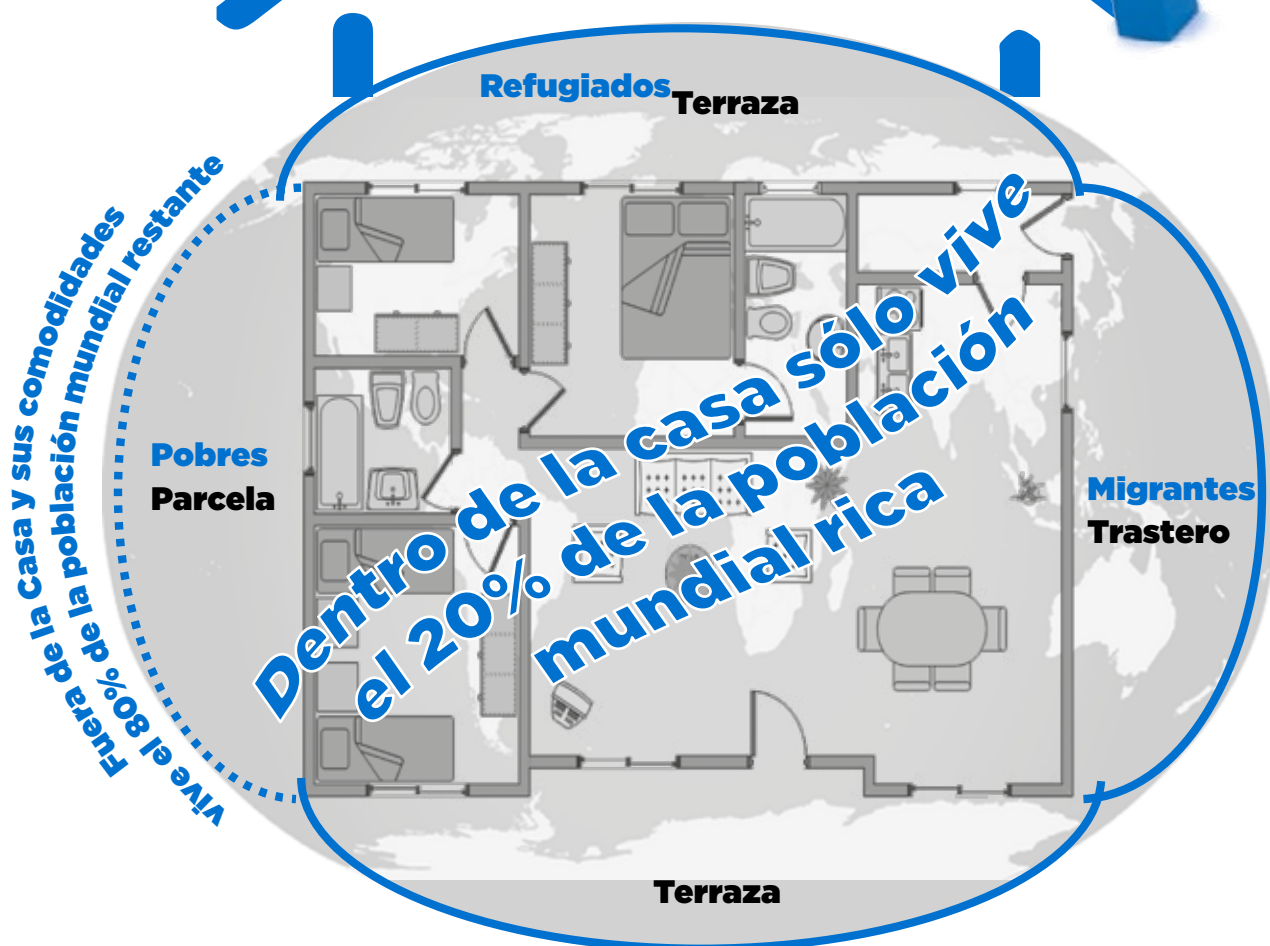 Refugiados
Terraza
Fuera de la Casa y sus comodidades
vive el 80% de la población mundial restante
Dentro de la casa sólo vive
el 20% de la población
mundial rica
Pobres
Parcela
Migrantes
Trastero
Terraza